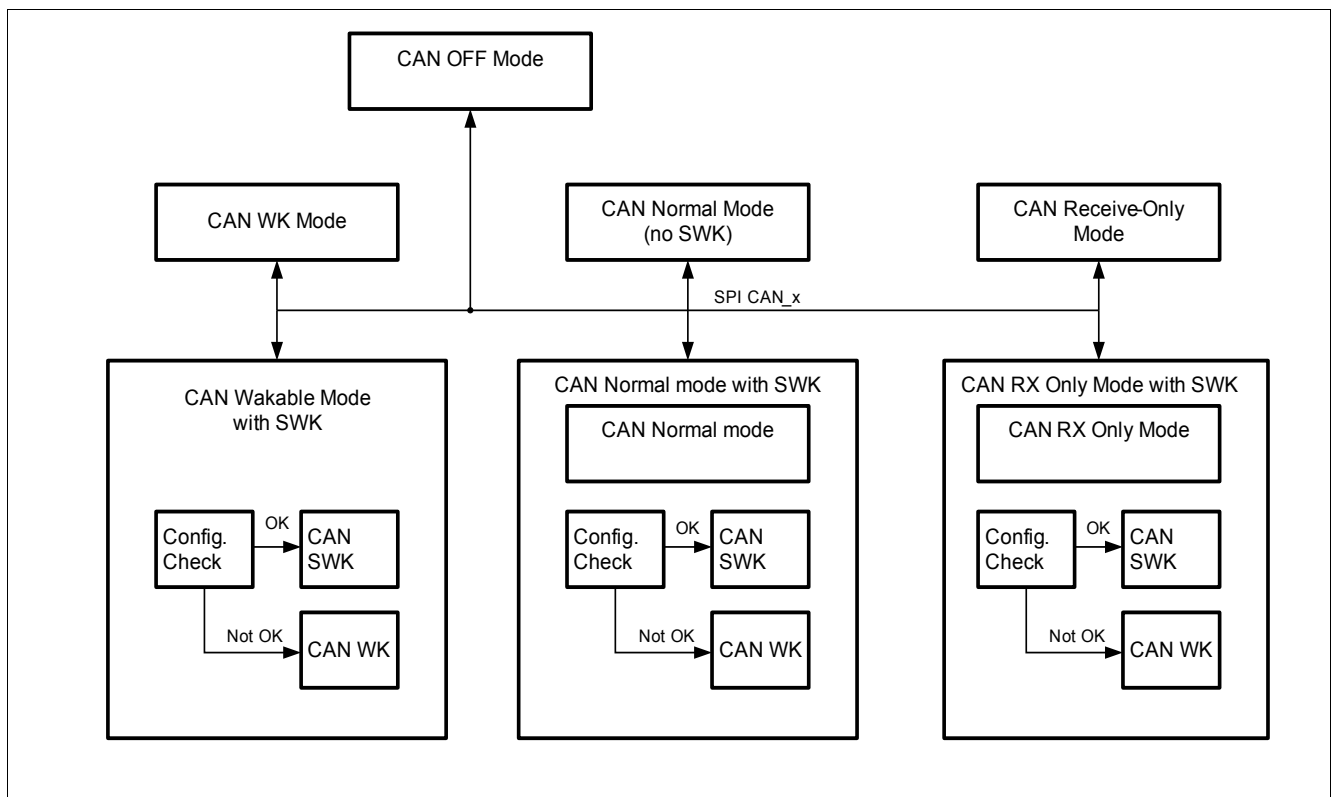 CAN OFF Mode
CAN WK Mode
CAN Normal Mode
(no SWK)
CAN Receive-Only
Mode
SPI CAN_x
CAN Wakable Mode
with SWK
Config.
Check
OK
CAN
SWK
Not OK
CAN WK
CAN Normal mode with SWK
CAN Normal mode
Config.
Check
OK
CAN
SWK
Not OK
CAN WK
CAN RX Only Mode with SWK
CAN RX Only Mode
Config.
Check
OK
CAN
SWK
Not OK
CAN WK